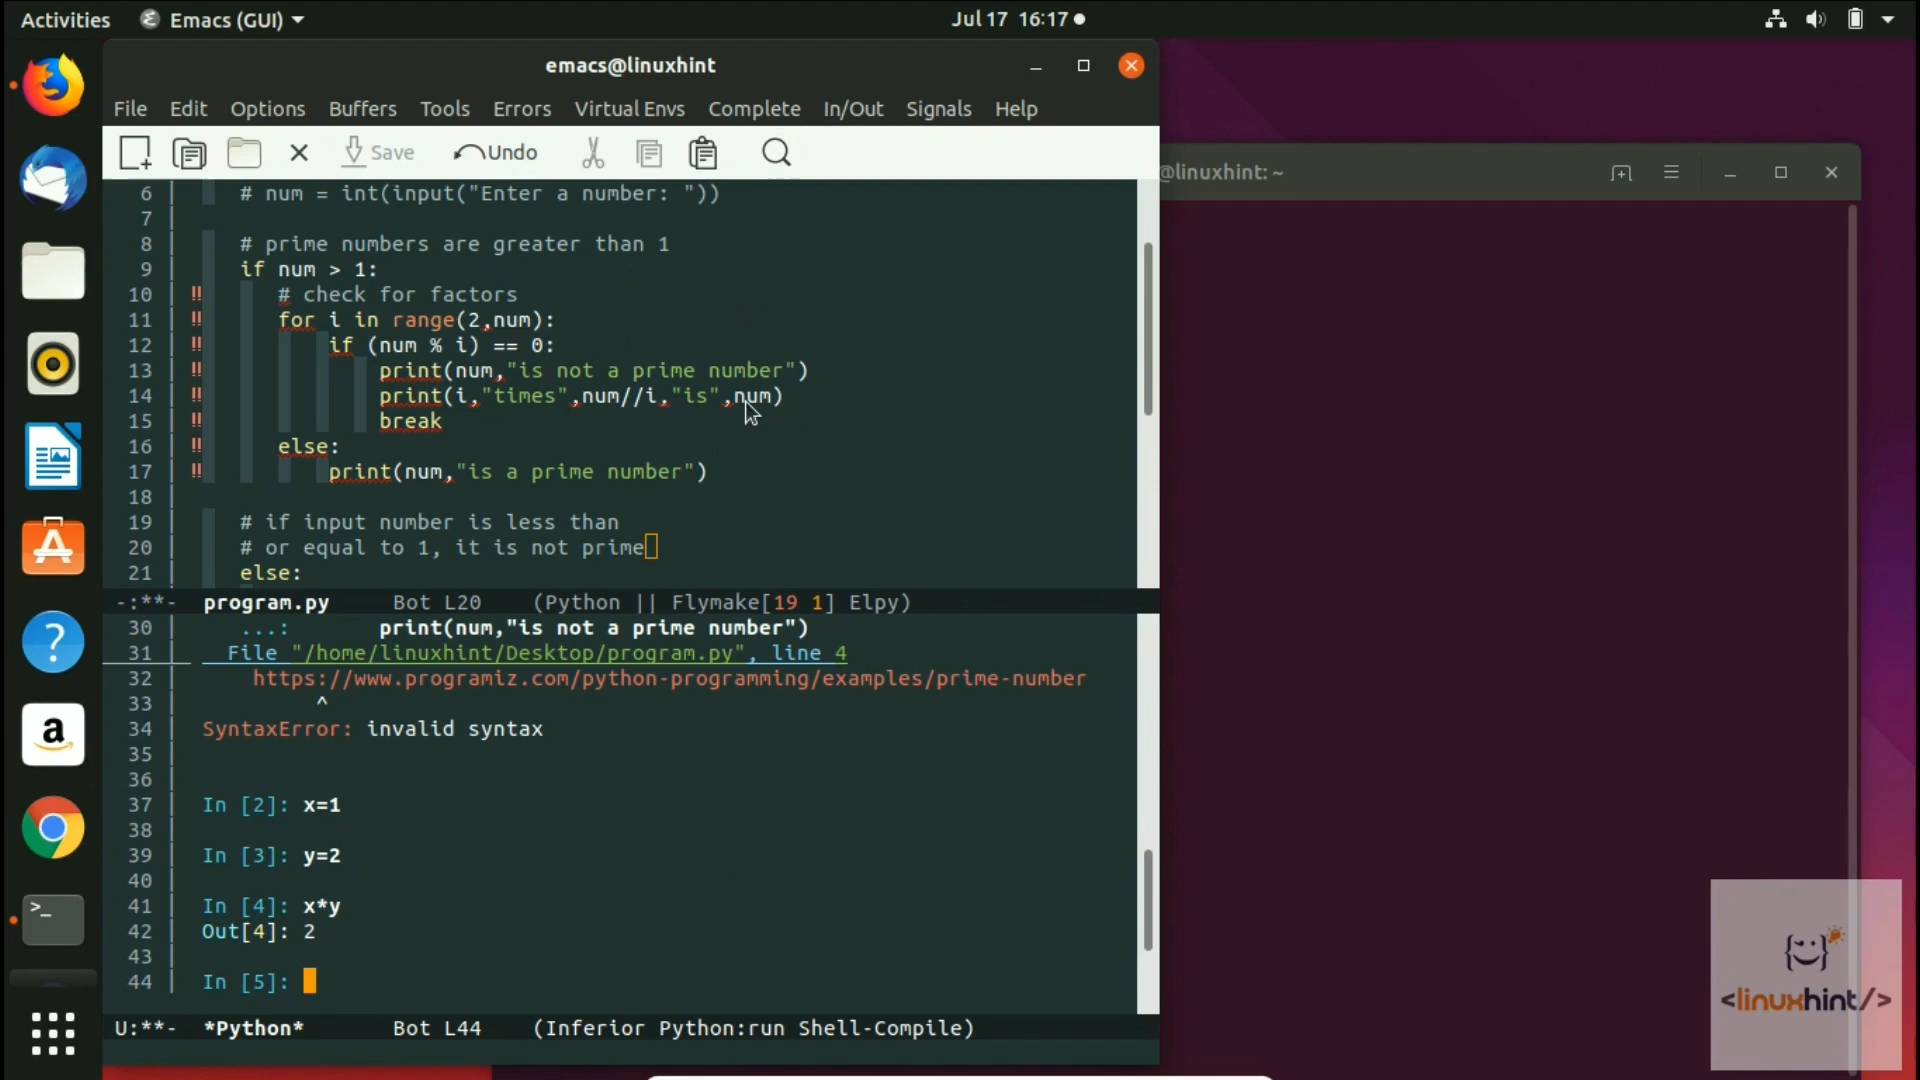 Activities Emacs (GUI) Jul 17 16:17
emacs@linuxhint
File Edit Options Buffers Tools Errors Virtual Envs Complete In/Out Signals Help
Save Undo
@linuxhint: ~
6 # num = int(input("Enter a number: "))
7
8 # prime numbers are greater than 1
9 if num > 1:
10 !! # check for factors
11 !! for i in range(2,num):
12 !! if (num % i) == 0:
13 !! print(num,"is not a prime number")
14 !! print(i,"times",num//i,"is",num)
15 !! break
16 !! else:
17 !! print(num,"is a prime number")
18
19 # if input number is less than
20 # or equal to 1, it is not prime
21 else:
-:**- program.py Bot L20 (Python || Flymake[19 1] Elpy)
30 ...: print(num,"is not a prime number")
31 File "/home/linuxhint/Desktop/program.py", line 4
32 https://www.programiz.com/python-programming/examples/prime-number
33 ^
34 SyntaxError: invalid syntax
35
36
37 In [2]: x=1
38
39 In [3]: y=2
40
41 In [4]: x*y
42 Out[4]: 2
43
44 In [5]:
U:**- *Python* Bot L44 (Inferior Python:run Shell-Compile)
<linuxhint/>